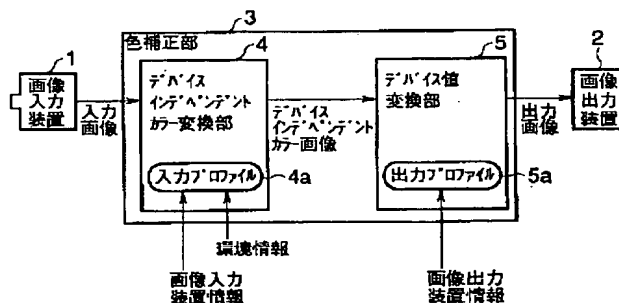 3
色補正部
1
画像
入力
装置
入力
画像
4
デバイス
インデペンデント
カラー変換部
入力プロファイル
4a
デバイス
インデペンデント
カラー画像
5
デバイス値
変換部
出力プロファイル
5a
出力
画像
2
画像
出力
装置
環境情報
画像入力
装置情報
画像出力
装置情報